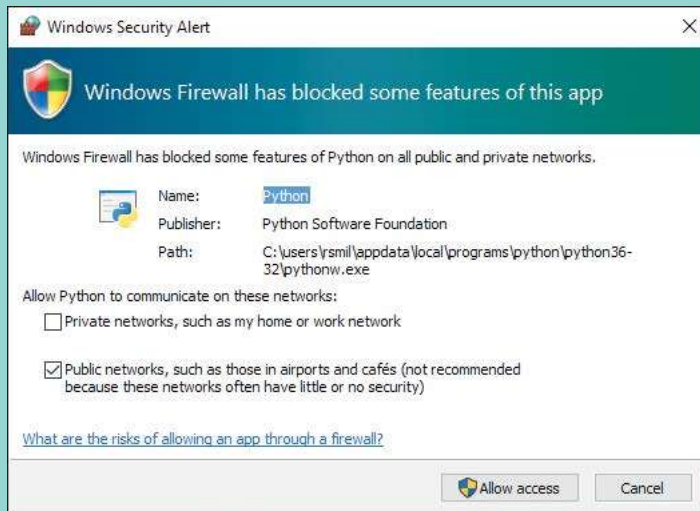 Windows Security Alert
Windows Firewall has blocked some features of this app
Windows Firewall has blocked some features of Python on all public and private networks.
Name: Python
Publisher: Python Software Foundation
Path: C:\users\rsmil\appdata\local\programs\python\python36-
32\pythonw.exe
Allow Python to communicate on these networks:
Private networks, such as my home or work network
Public networks, such as those in airports and cafés (not recommended
because these networks often have little or no security)
What are the risks of allowing an app through a firewall?
Allow access Cancel